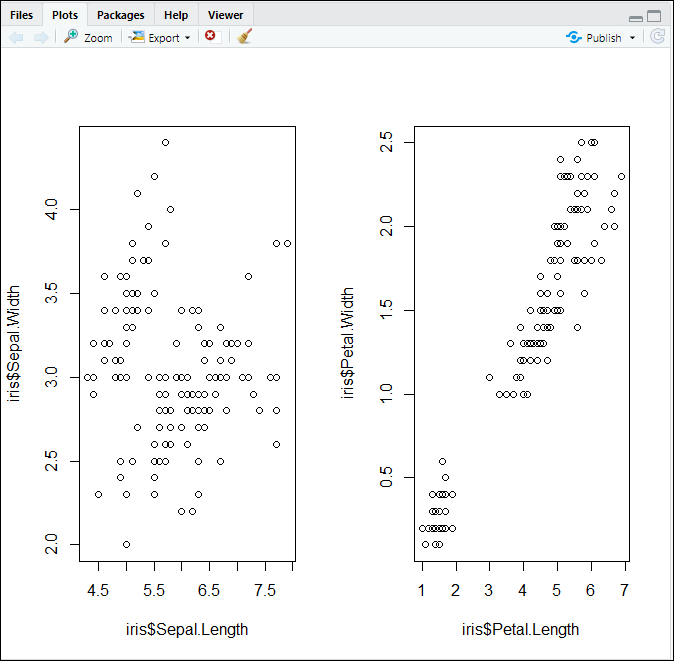 Files Plots Packages Help Viewer
Zoom Export Publish
iris$Sepal.Width
4.0
3.5
3.0
2.5
2.0
4.5 5.5 6.5 7.5
iris$Sepal.Length
iris$Petal.Width
2.5
2.0
1.5
1.0
0.5
1 2 3 4 5 6 7
iris$Petal.Length